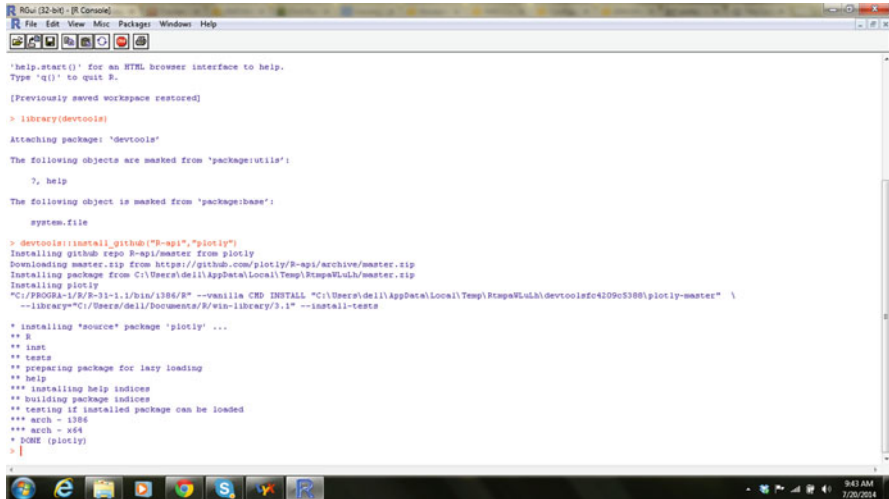 RGui (32-bit) - [R Console]
File Edit View Misc Packages Windows Help
'help.start()' for an HTML browser interface to help.
Type 'q()' to quit R.
[Previously saved workspace restored]
> library(devtools)
Attaching package: ‘devtools’
The following objects are masked from ‘package:utils’:
?, help
The following object is masked from ‘package:base’:
system.file
> devtools::install_github("R-api","plotly")
Installing github repo R-api/master from plotly
Downloading master.zip from https://github.com/plotly/R-api/archive/master.zip
Installing package from C:\Users\dell\AppData\Local\Temp\RtmpaWLuLh/master.zip
Installing plotly
"C:/PROGRA~1/R/R-31~1.1/bin/i386/R" --vanilla CMD INSTALL "C:\Users\dell\AppData\Local\Temp\RtmpaWLuLh\devtoolsfc4209c5388\plotly-master" \
--library="C:/Users/dell/Documents/R/win-library/3.1" --install-tests
* installing *source* package 'plotly' ...
** R
** inst
** tests
** preparing package for lazy loading
** help
*** installing help indices
** building package indices
** testing if installed package can be loaded
*** arch - i386
*** arch - x64
* DONE (plotly)
>
9:43 AM
7/20/2014